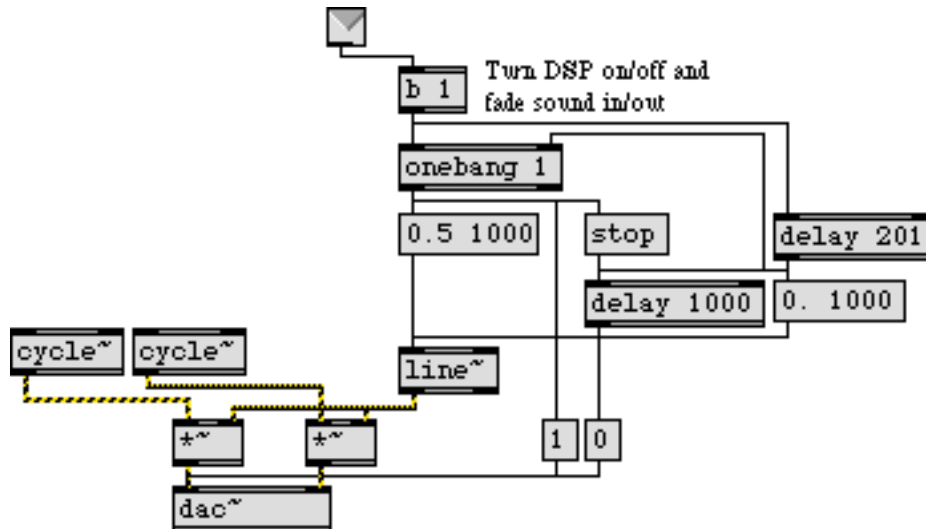 b 1
Turn DSP on/off and
fade sound in/out
onebang 1
0.5 1000
stop
delay 201
delay 1000
0. 1000
cycle~
cycle~
line~
*~
*~
1
0
dac~